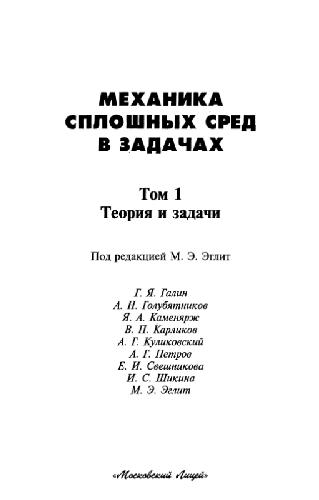 МЕХАНИКА
СПЛОШНЫХ СРЕД
В ЗАДАЧАХ
Том 1
Теория и задачи
Под редакцией М. Э. Эглит
Г. Я. Галин
А. Н. Голубятников
Я. А. Каменярж
В. П. Карликов
А. Г. Куликовский
А. Г. Петров
Е. И. Свешникова
И. С. Шикина
М. Э. Эглит
«Московский Лицей»